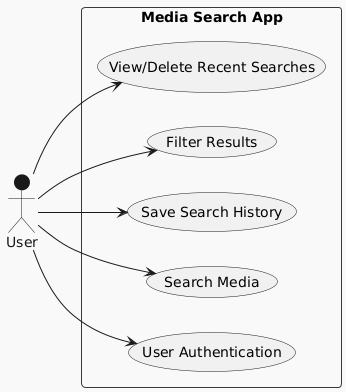 Media Search App
View/Delete Recent Searches
Filter Results
Save Search History
User
Search Media
User Authentication